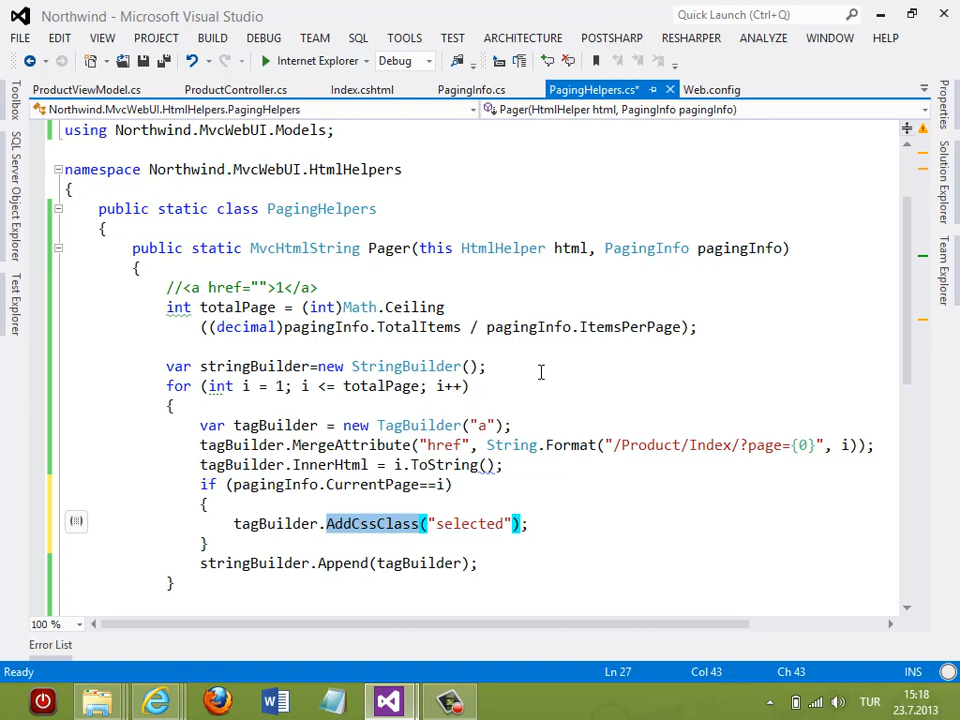 Northwind - Microsoft Visual Studio
Quick Launch (Ctrl+Q)
FILE EDIT VIEW PROJECT BUILD DEBUG TEAM SQL TOOLS TEST ARCHITECTURE POSTSHARP RESHARPER ANALYZE WINDOW HELP
Internet Explorer Debug
ProductViewModel.cs ProductController.cs Index.cshtml PagingInfo.cs PagingHelpers.cs* Web.config
Northwind.MvcWebUI.HtmlHelpers.PagingHelpers Pager(HtmlHelper html, PagingInfo pagingInfo)
Toolbox
SQL Server Object Explorer
Test Explorer
using Northwind.MvcWebUI.Models;
namespace Northwind.MvcWebUI.HtmlHelpers
{
public static class PagingHelpers
{
public static MvcHtmlString Pager(this HtmlHelper html, PagingInfo pagingInfo)
{
//<a href="">1</a>
int totalPage = (int)Math.Ceiling
((decimal)pagingInfo.TotalItems / pagingInfo.ItemsPerPage);
var stringBuilder=new StringBuilder();
for (int i = 1; i <= totalPage; i++)
{
var tagBuilder = new TagBuilder("a");
tagBuilder.MergeAttribute("href", String.Format("/Product/Index/?page={0}", i));
tagBuilder.InnerHtml = i.ToString();
if (pagingInfo.CurrentPage==i)
{
tagBuilder.AddCssClass("selected");
}
stringBuilder.Append(tagBuilder);
}
Properties
Solution Explorer
Team Explorer
100 %
Error List
Ready Ln 27 Col 43 Ch 43 INS
TUR
15:18
23.7.2013